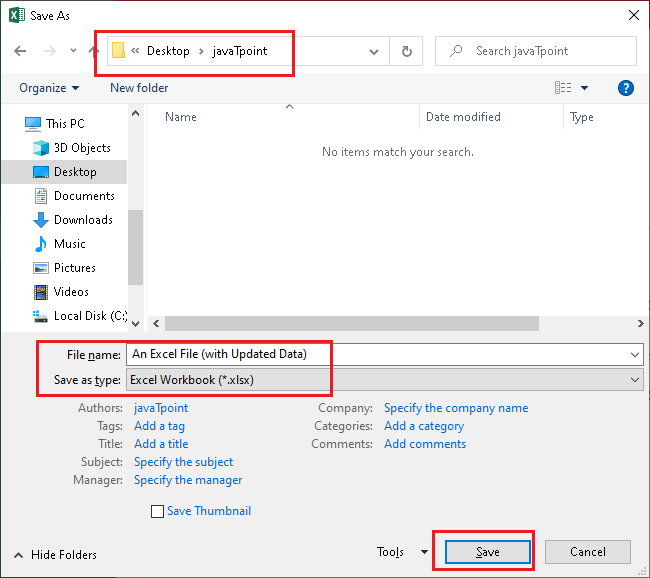 Save As
« Desktop > javaTpoint
Search javaTpoint
Organize
New folder
?
This PC
3D Objects
Desktop
Documents
Downloads
Music
Pictures
Videos
Local Disk (C:)
Name
Date modified
Type
No items match your search.
File name: An Excel File (with Updated Data)
Save as type: Excel Workbook (*.xlsx)
Authors: javaTpoint
Tags: Add a tag
Title: Add a title
Subject: Specify the subject
Manager: Specify the manager
Company: Specify the company name
Categories: Add a category
Comments: Add comments
Save Thumbnail
Hide Folders
Tools
Save
Cancel